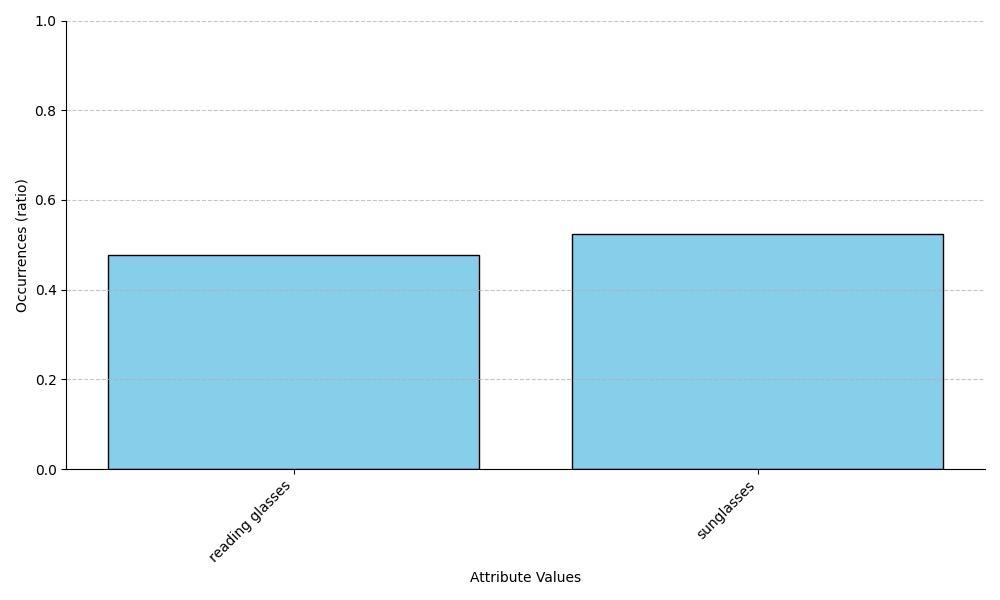 1.0
0.8
0.6
0.4
0.2
0.0
Occurrences (ratio)
reading glasses
sunglasses
Attribute Values